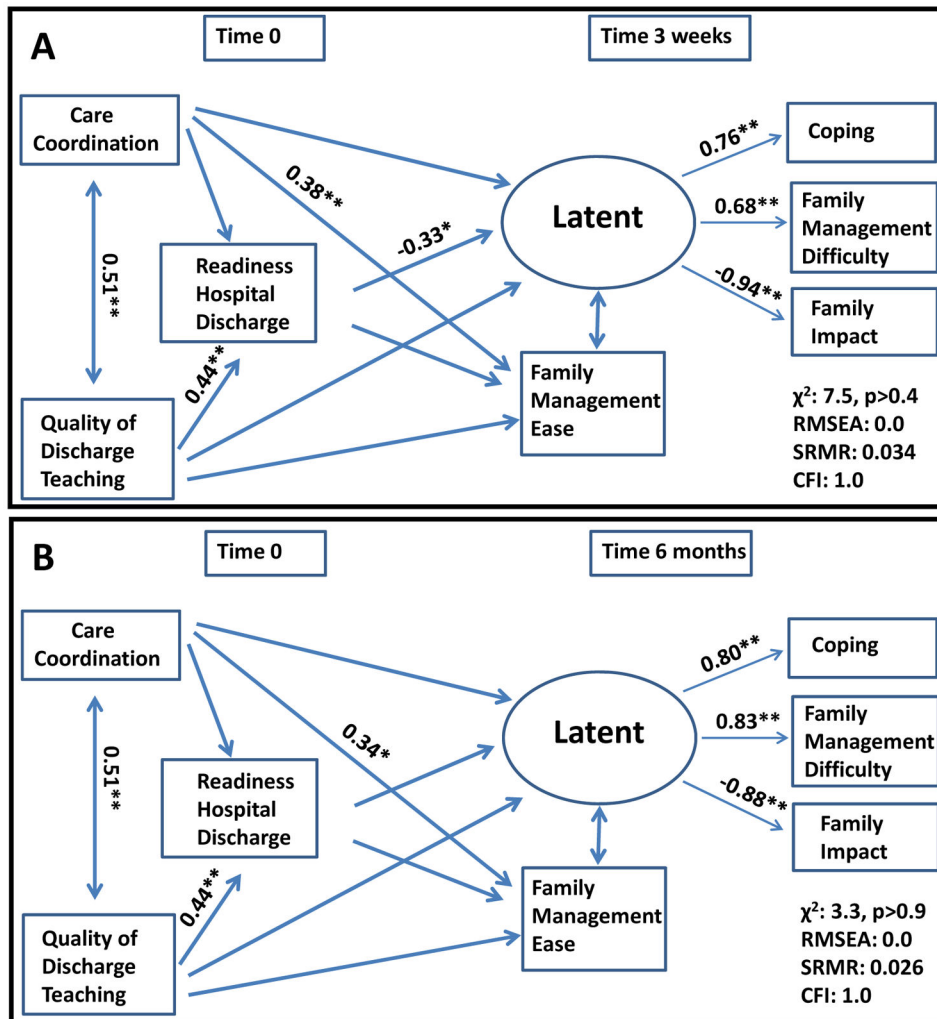 A
Time 0
Time 3 weeks
Care
Coordination
0.51**
Quality of
Discharge
Teaching
0.44**
Readiness
Hospital
Discharge
0.38**
-0.33*
Latent
Family
Management
Ease
0.76**
Coping
0.68**
Family
Management
Difficulty
-0.94**
Family
Impact
χ²: 7.5, p>0.4
RMSEA: 0.0
SRMR: 0.034
CFI: 1.0
B
Time 0
Time 6 months
Care
Coordination
0.51**
Quality of
Discharge
Teaching
0.44**
Readiness
Hospital
Discharge
0.34*
Latent
Family
Management
Ease
0.80**
Coping
0.83**
Family
Management
Difficulty
-0.88**
Family
Impact
χ²: 3.3, p>0.9
RMSEA: 0.0
SRMR: 0.026
CFI: 1.0